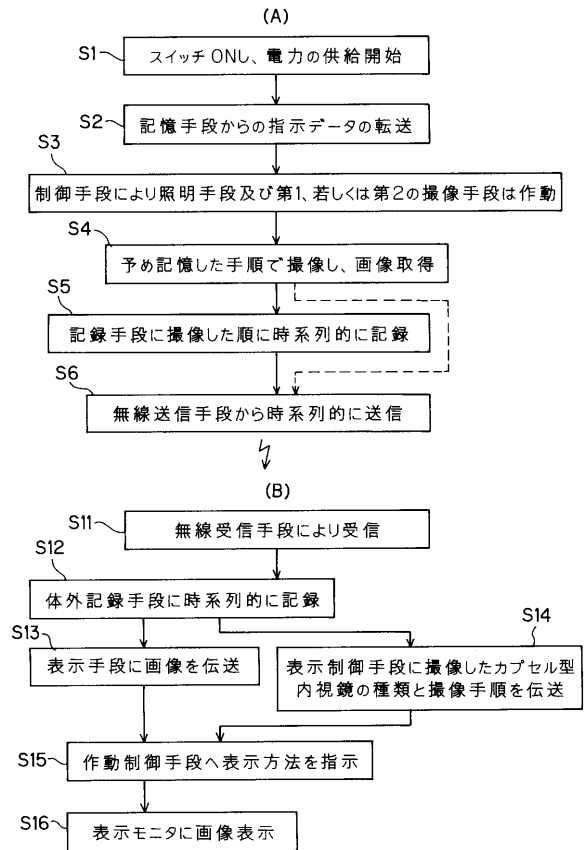 (A)
S1
スイッチONし、電力の供給開始
S2
記憶手段からの指示データの転送
S3
制御手段により照明手段及び第1、若しくは第2の撮像手段は作動
S4
予め記憶した手順で撮像し、画像取得
S5
記録手段に撮像した順に時系列的に記録
S6
無線送信手段から時系列的に送信
(B)
S11
無線受信手段により受信
S12
体外記録手段に時系列的に記録
S13
表示手段に画像を伝送
S14
表示制御手段に撮像したカプセル型
内視鏡の種類と撮像手順を伝送
S15
作動制御手段へ表示方法を指示
S16
表示モニタに画像表示